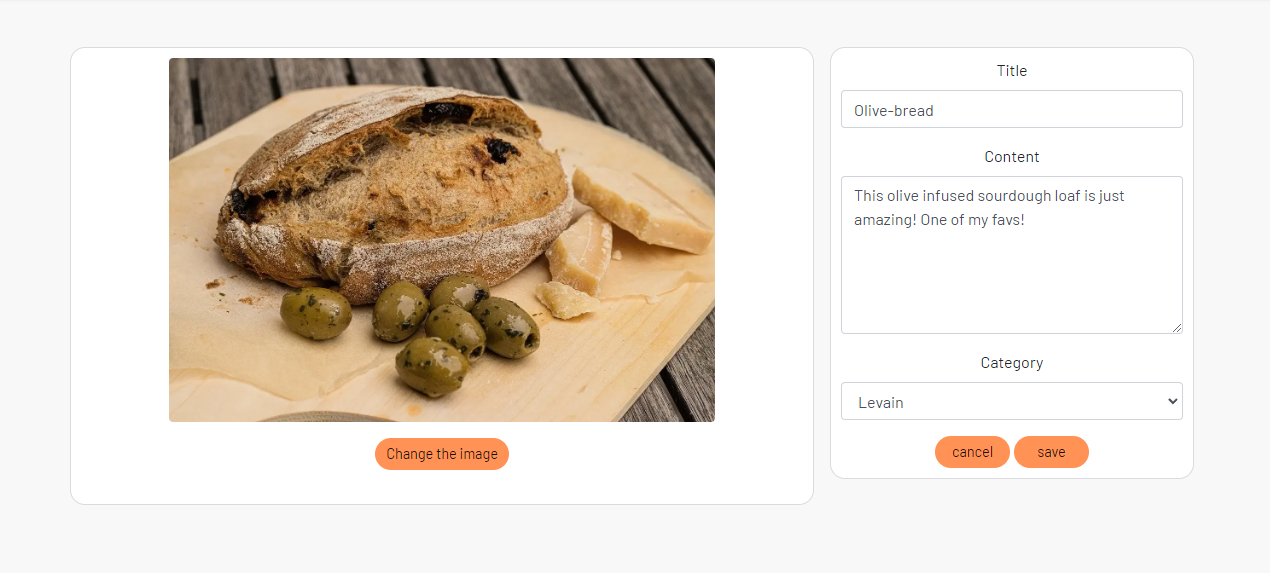 Title
Olive-bread
Content
This olive infused sourdough loaf is just
amazing! One of my favs!
Category
Levain
Change the image
cancel
save